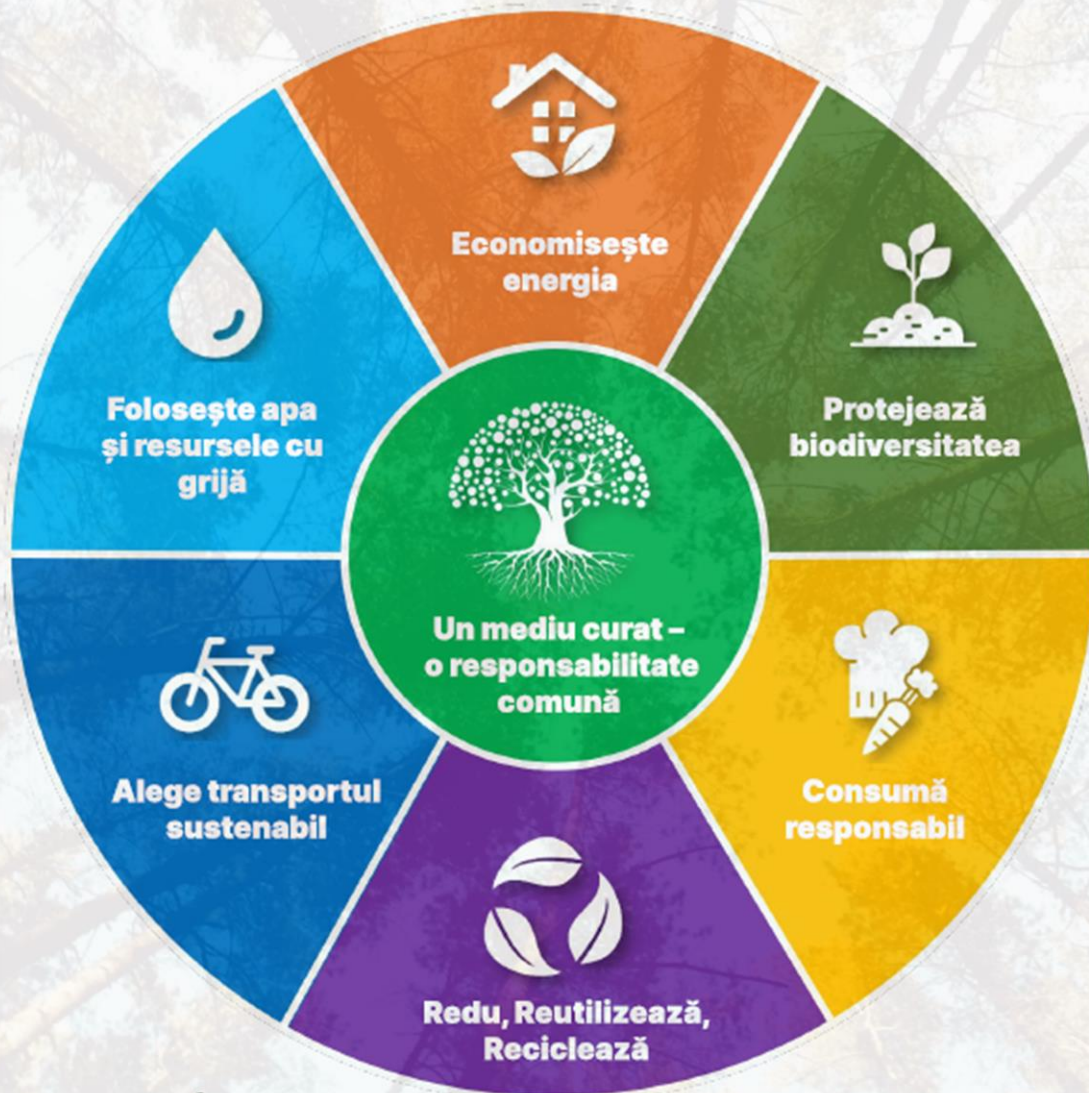 Economisește
energia
Protejează
biodiversitatea
Consumă
responsabil
Redu, Reutilizează,
Reciclează
Alege transportul
sustenabil
Folosește apa
și resursele cu
grijă
Un mediu curat –
o responsabilitate
comună